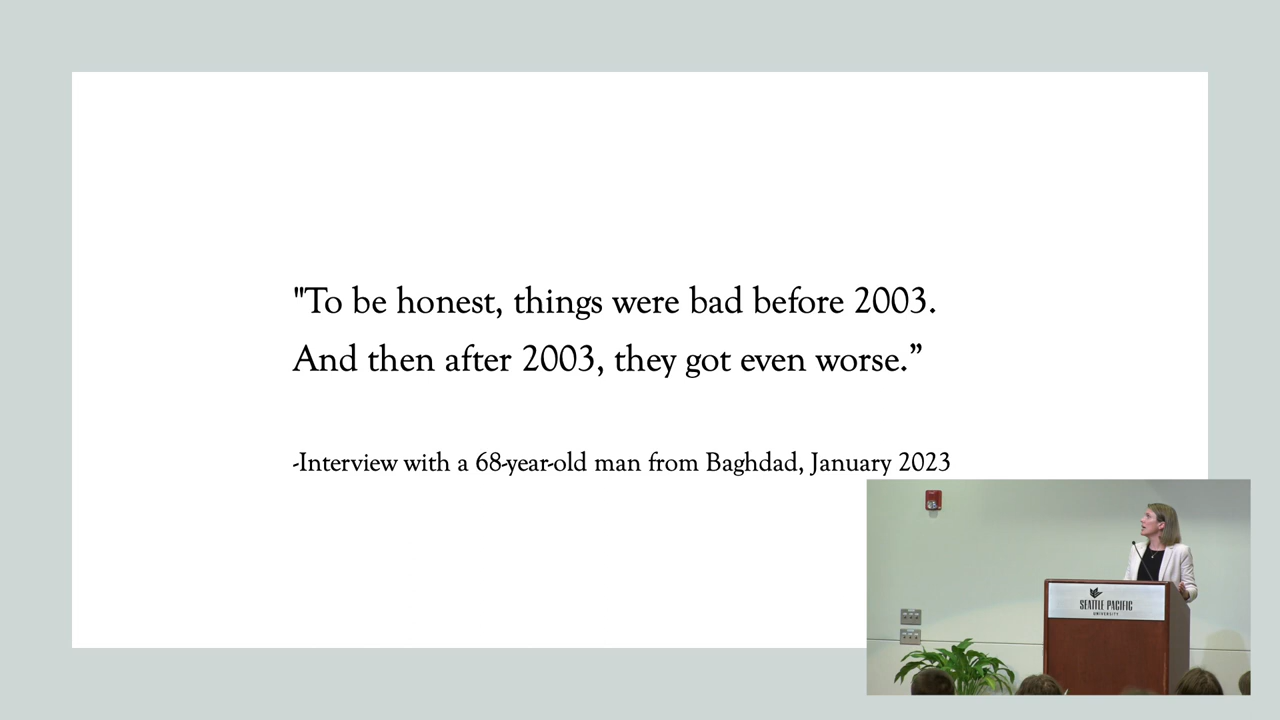 "To be honest, things were bad before 2003.
And then after 2003, they got even worse.”
-Interview with a 68-year-old man from Baghdad, January 2023
SEATTLE PACIFIC
UNIVERSITY